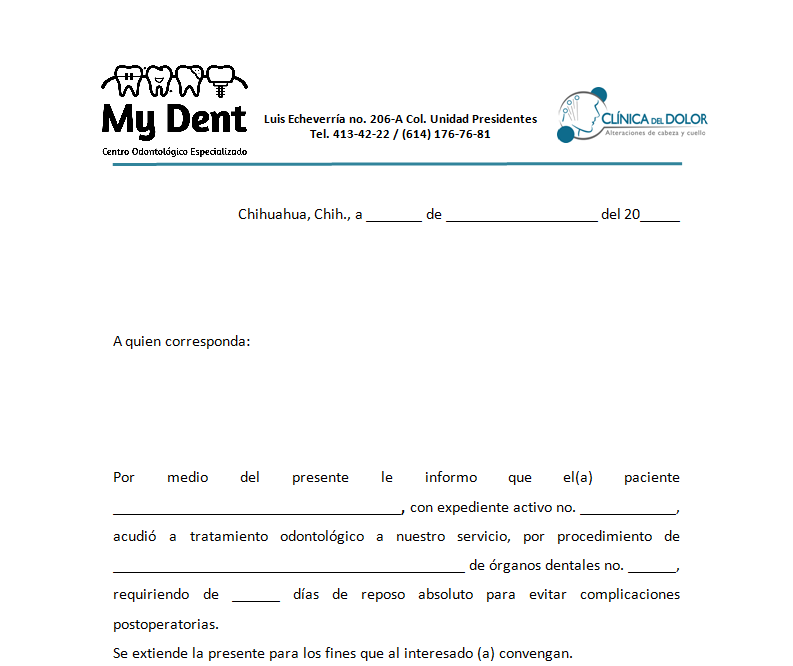 My Dent
Centro Odontológico Especializado
Luis Echeverría no. 206-A Col. Unidad Presidentes
Tel. 413-42-22 / (614) 176-76-81
CLÍNICA DEL DOLOR
Alteraciones de cabeza y cuello
Chihuahua, Chih., a _______ de ___________________ del 20_____
A quien corresponda:
Por medio del presente le informo que el(a) paciente
____________________________________, con expediente activo no. ____________,
acudió a tratamiento odontológico a nuestro servicio, por procedimiento de
____________________________________________ de órganos dentales no. ______,
requiriendo de ______ días de reposo absoluto para evitar complicaciones
postoperatorias.
Se extiende la presente para los fines que al interesado (a) convengan.